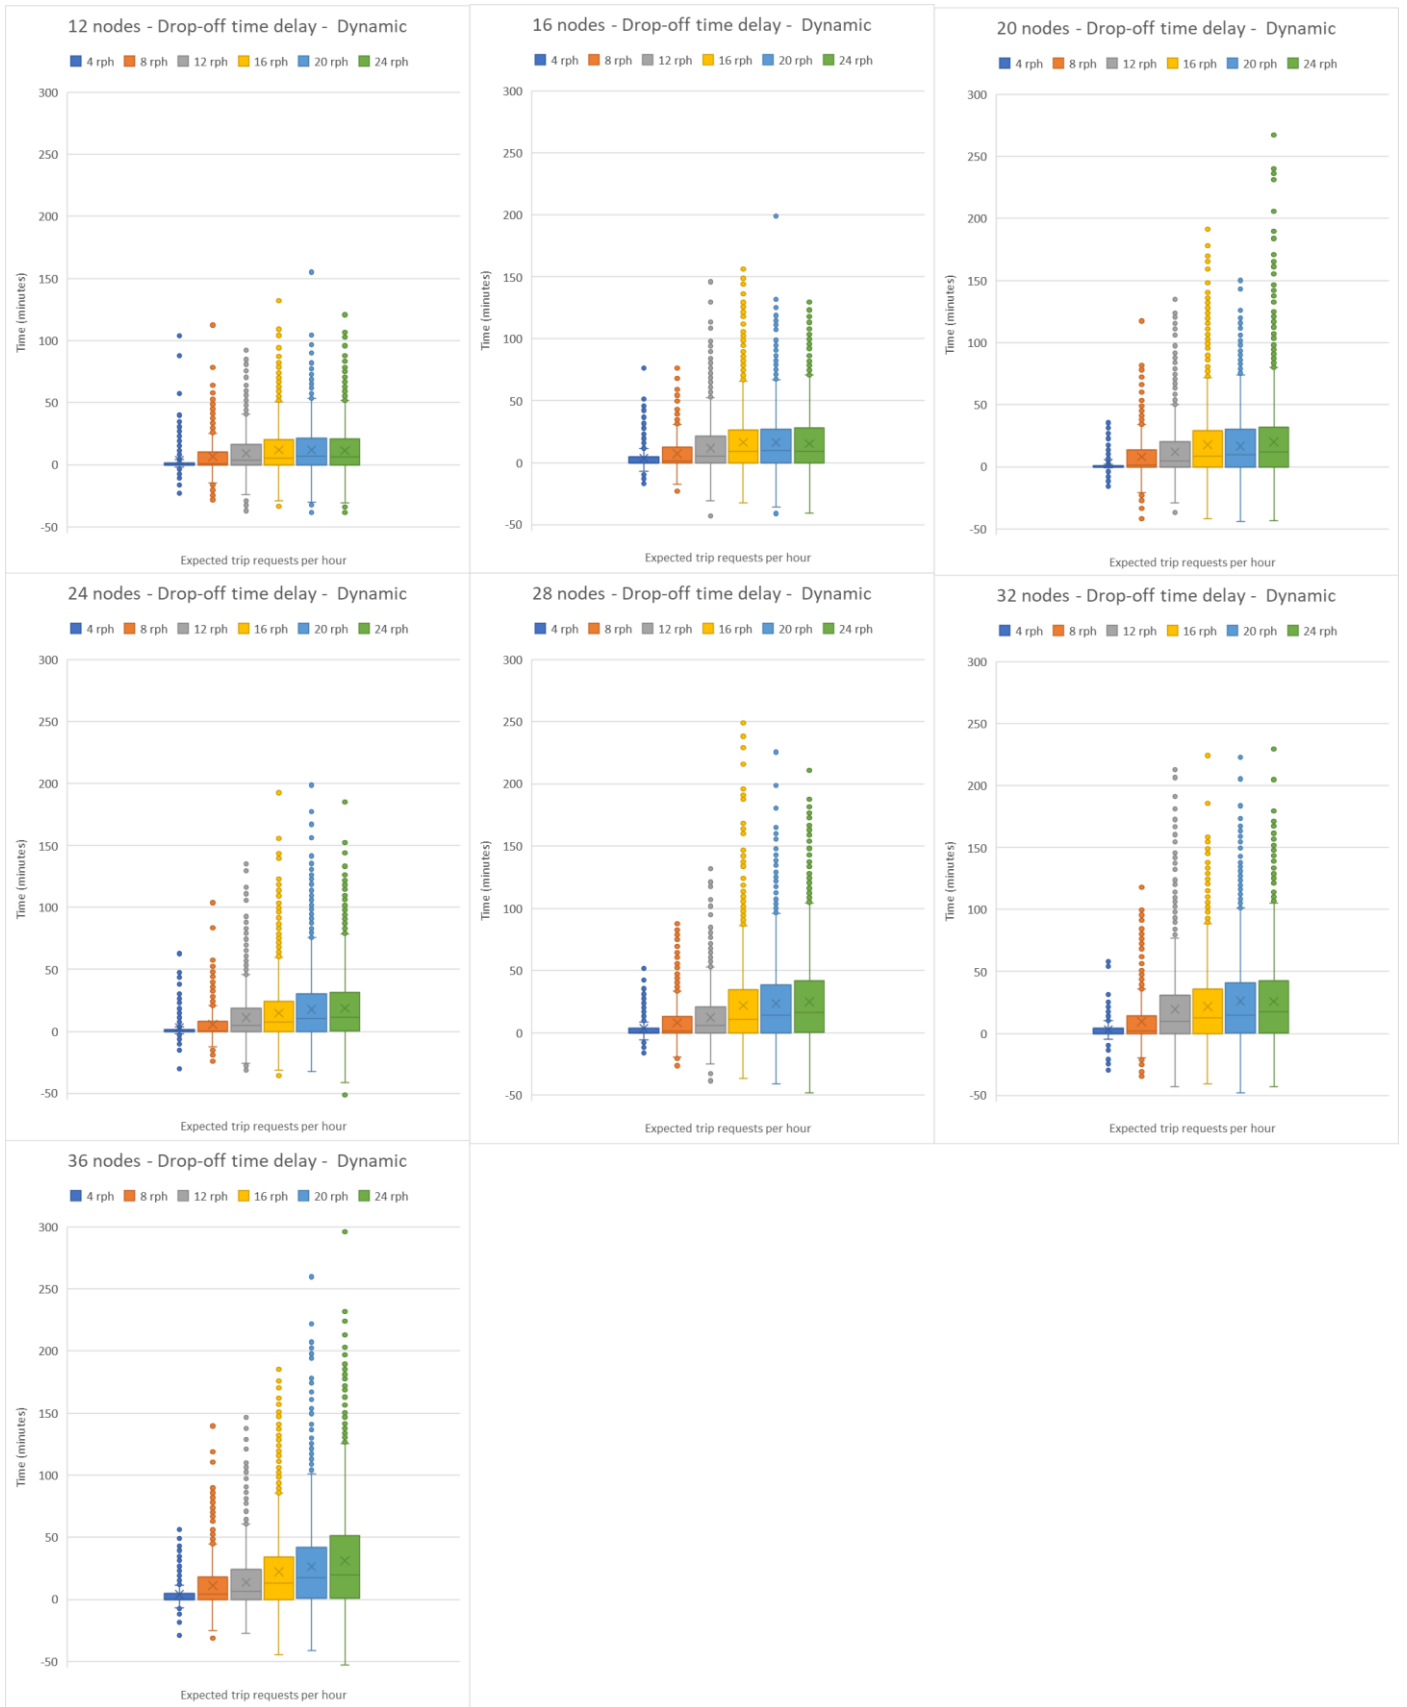 12 nodes - Drop-off time delay - Dynamic
4 rph 8 rph 12 rph 16 rph 20 rph 24 rph
300
250
200
150
100
50
0
-50
Time (minutes)
Expected trip requests per hour
16 nodes - Drop-off time delay - Dynamic
4 rph 8 rph 12 rph 16 rph 20 rph 24 rph
300
250
200
150
100
50
0
-50
Time (minutes)
Expected trip requests per hour
20 nodes - Drop-off time delay - Dynamic
4 rph 8 rph 12 rph 16 rph 20 rph 24 rph
300
250
200
150
100
50
0
-50
Time (minutes)
Expected trip requests per hour
24 nodes - Drop-off time delay - Dynamic
4 rph 8 rph 12 rph 16 rph 20 rph 24 rph
300
250
200
150
100
50
0
-50
Time (minutes)
Expected trip requests per hour
28 nodes - Drop-off time delay - Dynamic
4 rph 8 rph 12 rph 16 rph 20 rph 24 rph
300
250
200
150
100
50
0
-50
Time (minutes)
Expected trip requests per hour
32 nodes - Drop-off time delay - Dynamic
4 rph 8 rph 12 rph 16 rph 20 rph 24 rph
300
250
200
150
100
50
0
-50
Time (minutes)
Expected trip requests per hour
36 nodes - Drop-off time delay - Dynamic
4 rph 8 rph 12 rph 16 rph 20 rph 24 rph
300
250
200
150
100
50
0
-50
Time (minutes)
Expected trip requests per hour